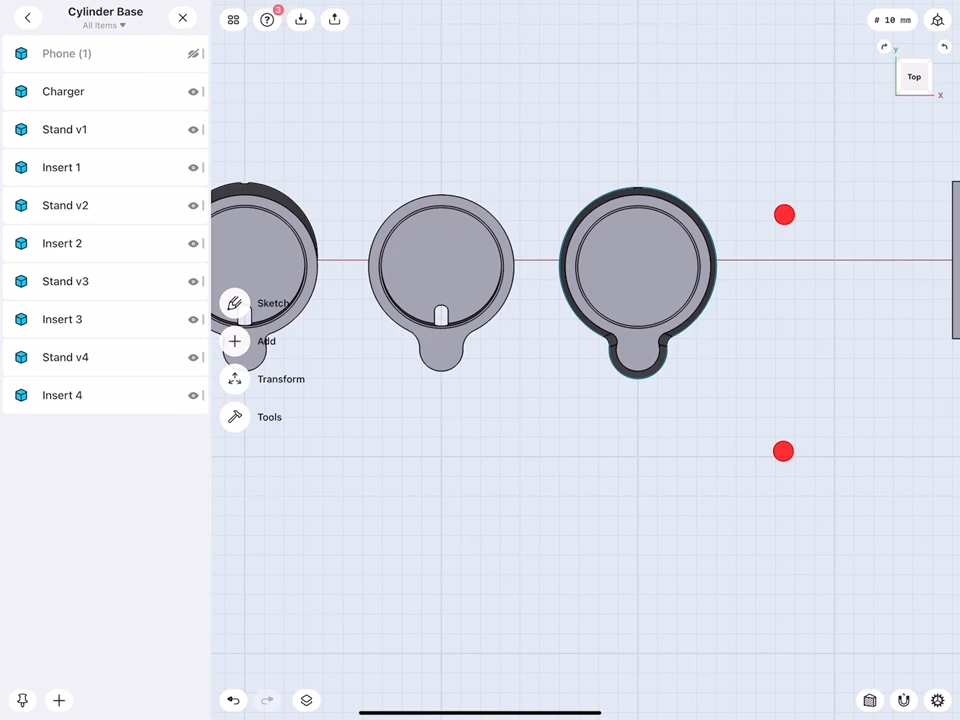 Cylinder Base
All Items ▼
Phone (1)
Charger
Stand v1
Insert 1
Stand v2
Insert 2
Stand v3
Insert 3
Stand v4
Insert 4
3
# 10 mm
y
Top
X
Sketch
Add
Transform
Tools